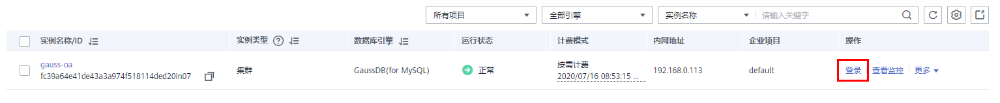 所有项目 全部引擎 实例名称 请输入关键字
实例名称/ID 实例类型 ? 数据库引擎 运行状态 计费模式 内网地址 企业项目 操作
gauss-oa
fc39a64e41de43a3a974f518114ded20in07
集群
GaussDB(for MySQL)
正常
按需计费
2020/07/16 08:53:15 ...
192.168.0.113
default
登录 查看监控 更多